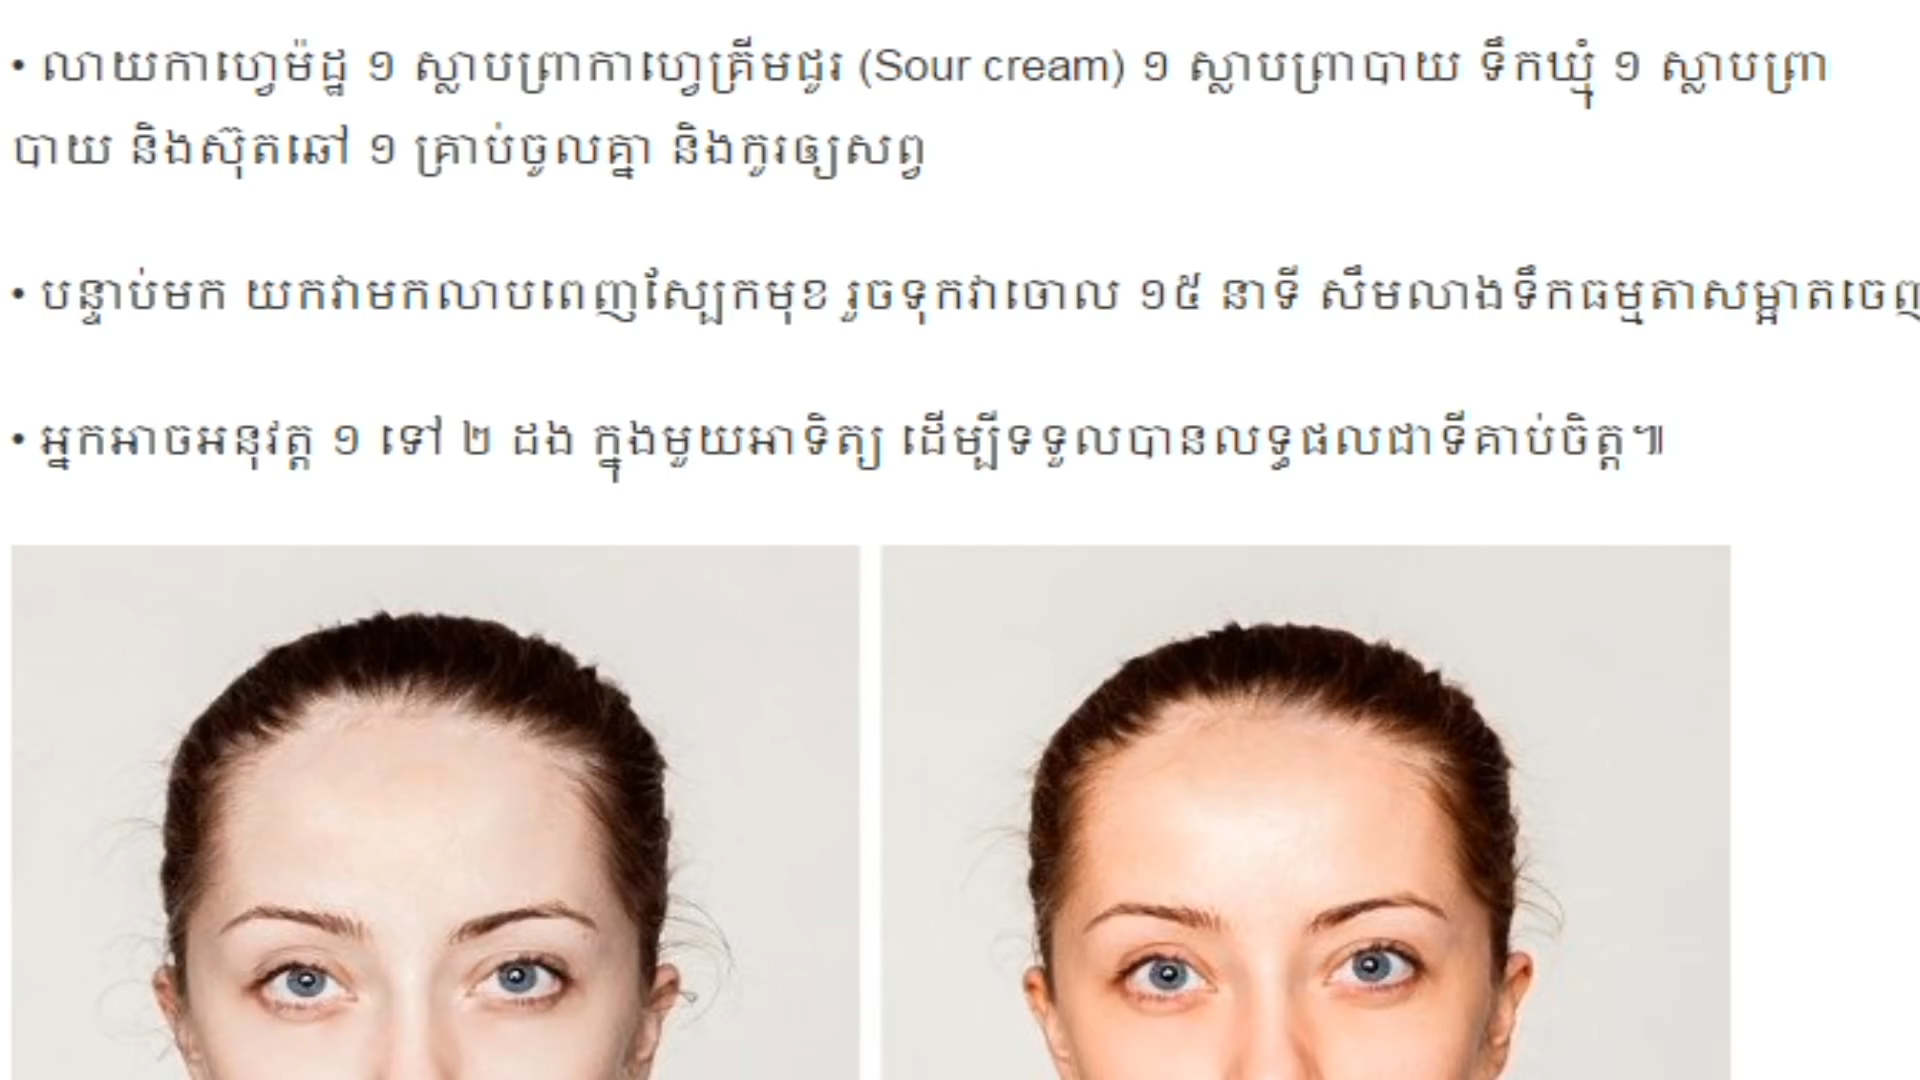 • លាយកាហ្វេម៉ដ្ឋ ១ ស្លាបព្រាកាហ្វេគ្រីមជូរ (Sour cream) ១ ស្លាបព្រាបាយ ទឹកឃ្មុំ ១ ស្លាបព្រា
បាយ និងស៊ុតឆៅ ១ គ្រាប់ចូលគ្នា និងកូរឲ្យសព្វ
• បន្ទាប់មក យកវាមកលាបពេញស្បែកមុខ រួចទុកវាចោល ១៥ នាទី សឹមលាងទឹកធម្មតាសម្អាតចេញ
• អ្នកអាចអនុវត្ត ១ ទៅ ២ ដង ក្នុងមួយអាទិត្យ ដើម្បីទទួលបានលទ្ធផលជាទីគាប់ចិត្ត៕